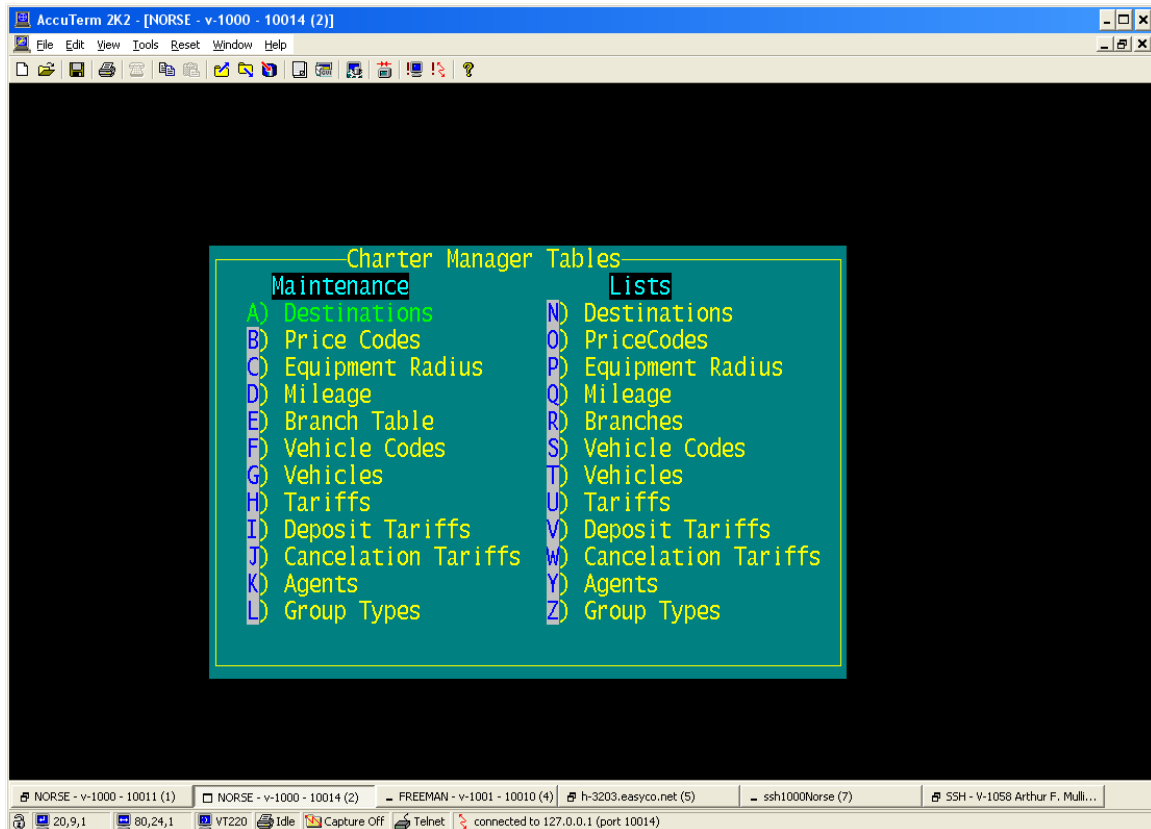 AccuTerm 2K2 - [NORSE - v-1000 - 10014 (2)]
File Edit View Tools Reset Window Help
Charter Manager Tables
Maintenance Lists
A) Destinations N) Destinations
B) Price Codes O) PriceCodes
C) Equipment Radius P) Equipment Radius
D) Mileage Q) Mileage
E) Branch Table R) Branches
F) Vehicle Codes S) Vehicle Codes
G) Vehicles T) Vehicles
H) Tariffs U) Tariffs
I) Deposit Tariffs V) Deposit Tariffs
J) Cancelation Tariffs W) Cancelation Tariffs
K) Agents Y) Agents
L) Group Types Z) Group Types
NORSE - v-1000 - 10011 (1) NORSE - v-1000 - 10014 (2) FREEMAN - v-1001 - 10010 (4) h-3203.easyco.net (5) ssh1000Norse (7) SSH - V-1058 Arthur F. Mulli...
20,9,1 80,24,1 VT220 Idle Capture Off Telnet connected to 127.0.0.1 (port 10014)